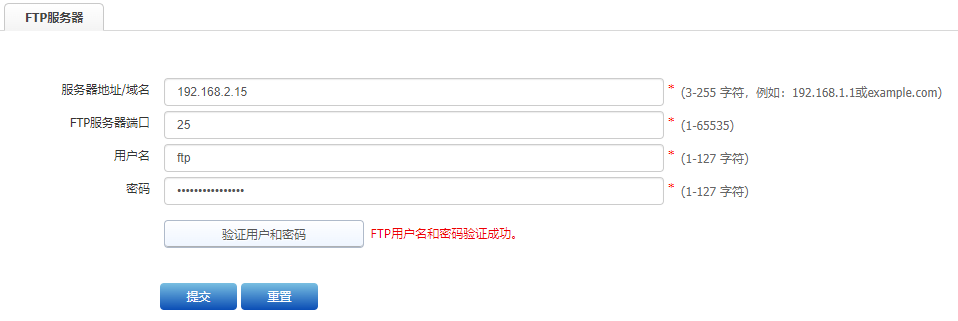 FTP服务器
服务器地址/域名 192.168.2.15 * (3-255 字符，例如：192.168.1.1或example.com)
FTP服务器端口 25 * (1-65535)
用户名 ftp * (1-127 字符)
密码 •••••••••••••••• * (1-127 字符)
验证用户和密码 FTP用户名和密码验证成功。
提交 重置